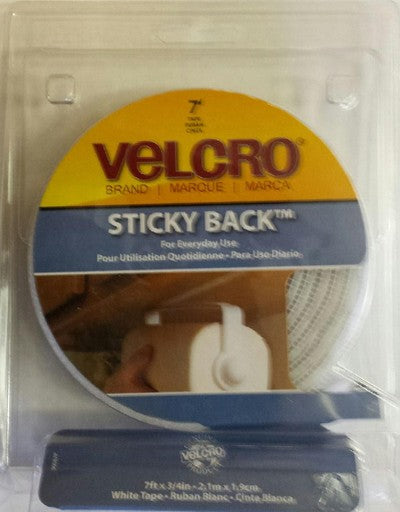 7'
TAPE
VELCRO®
BRAND | MARQUE | MARCA
STICKY BACK™
For Everyday Use
Pour Utilisation Quotidienne • Para Uso Diario
VELCRO
7ft x 3/4in • 2.1m x 1.9cm
White Tape • Ruban Blanc • Cinta Blanca